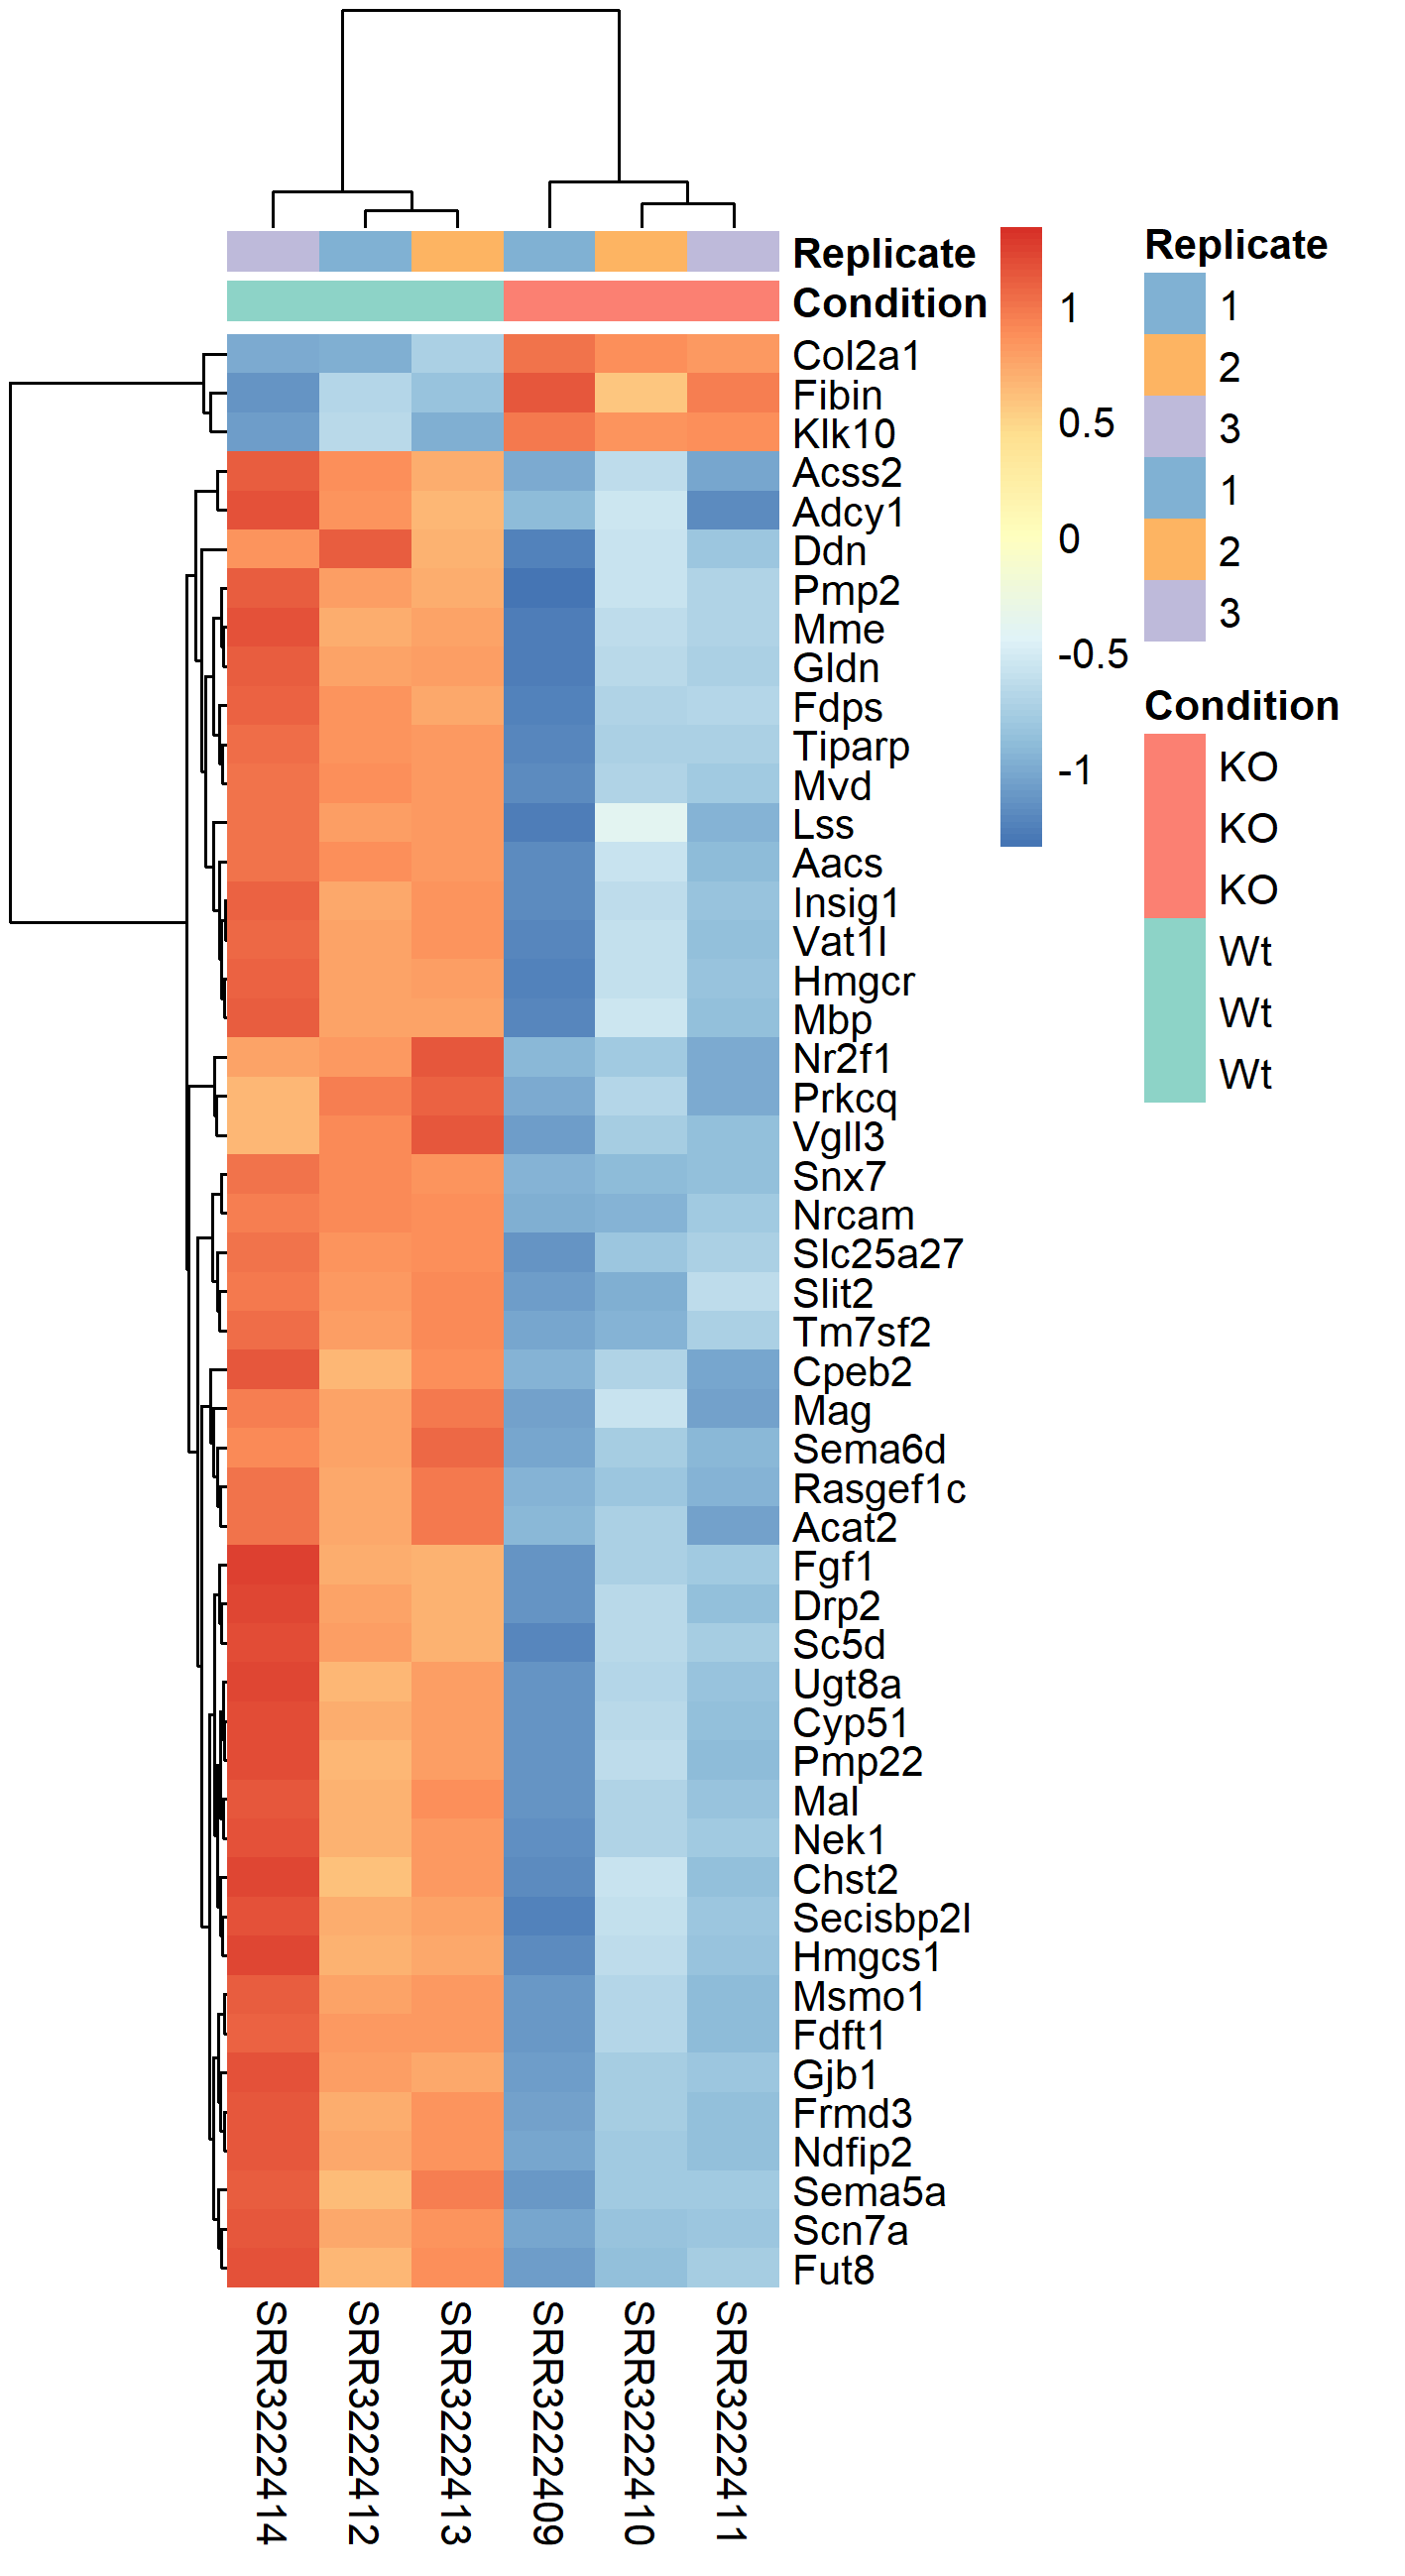 Replicate
Condition
Col2a1
Fibin
Klk10
Acss2
Adcy1
Ddn
Pmp2
Mme
Gldn
Fdps
Tiparp
Mvd
Lss
Aacs
Insig1
Vat1l
Hmgcr
Mbp
Nr2f1
Prkcq
Vgll3
Snx7
Nrcam
Slc25a27
Slit2
Tm7sf2
Cpeb2
Mag
Sema6d
Rasgef1c
Acat2
Fgf1
Drp2
Sc5d
Ugt8a
Cyp51
Pmp22
Mal
Nek1
Chst2
Secisbp2l
Hmgcs1
Msmo1
Fdft1
Gjb1
Frmd3
Ndfip2
Sema5a
Scn7a
Fut8
SRR3222414
SRR3222412
SRR3222413
SRR3222409
SRR3222410
SRR3222411
1
0.5
0
-0.5
-1
Replicate
1
2
3
1
2
3
Condition
KO
KO
KO
Wt
Wt
Wt